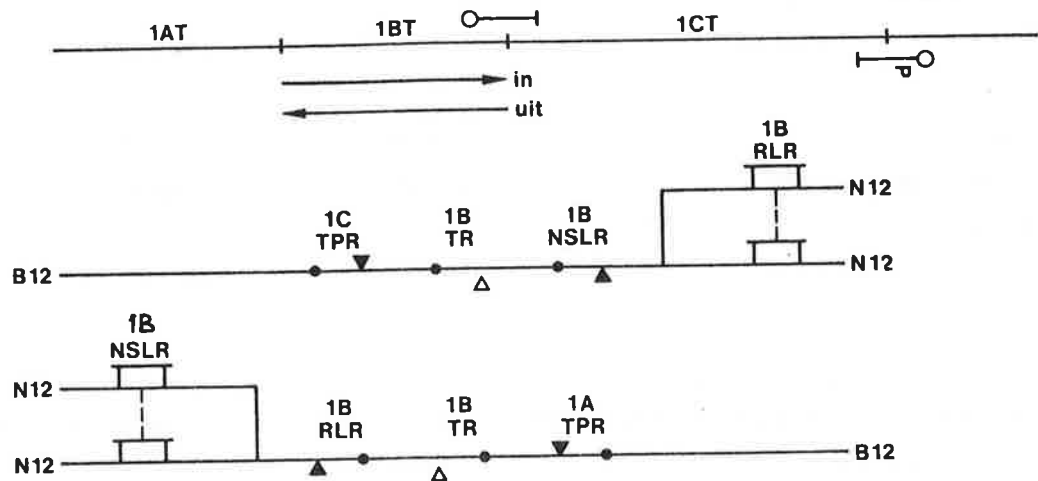 1AT 1BT 1CT
P
in
uit
1B
RLR
N12
1C 1B 1B
TPR TR NSLR
B12 N12
1B
NSLR
N12
1B 1B 1A
RLR TR TPR
N12 B12